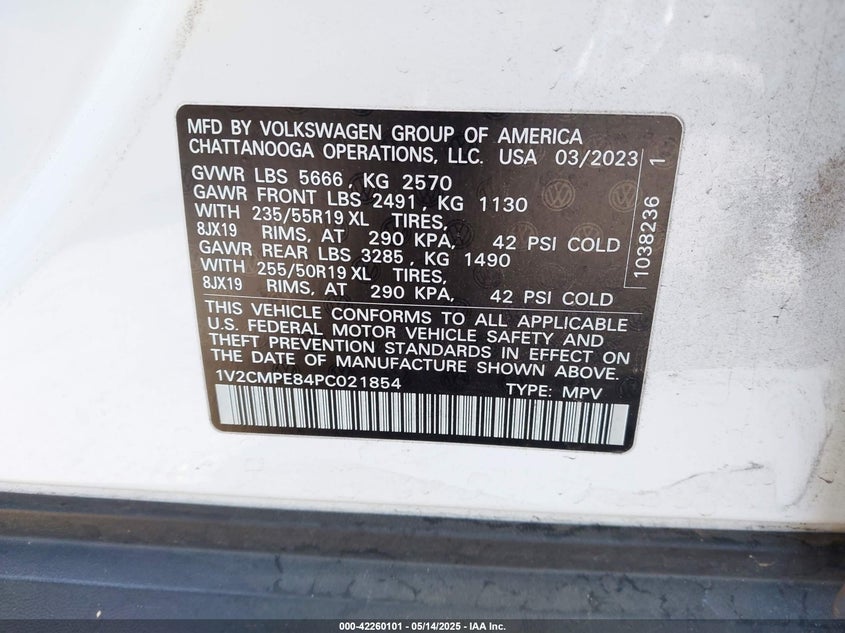 MFD BY VOLKSWAGEN GROUP OF AMERICA
CHATTANOOGA OPERATIONS, LLC. USA 03/2023
GVWR LBS 5666, KG 2570
GAWR FRONT LBS 2491, KG 1130
WITH 235/55R19 XL TIRES,
8JX19 RIMS, AT 290 KPA, 42 PSI COLD
GAWR REAR LBS 3285, KG 1490
WITH 255/50R19 XL TIRES,
8JX19 RIMS, AT 290 KPA, 42 PSI COLD
THIS VEHICLE CONFORMS TO ALL APPLICABLE
U.S. FEDERAL MOTOR VEHICLE SAFETY AND
THEFT PREVENTION STANDARDS IN EFFECT ON
THE DATE OF MANUFACTURE SHOWN ABOVE.
1V2CMPE84PC021854 TYPE: MPV
1038236 1
000-42260101 - 05/14/2025 - IAA Inc.